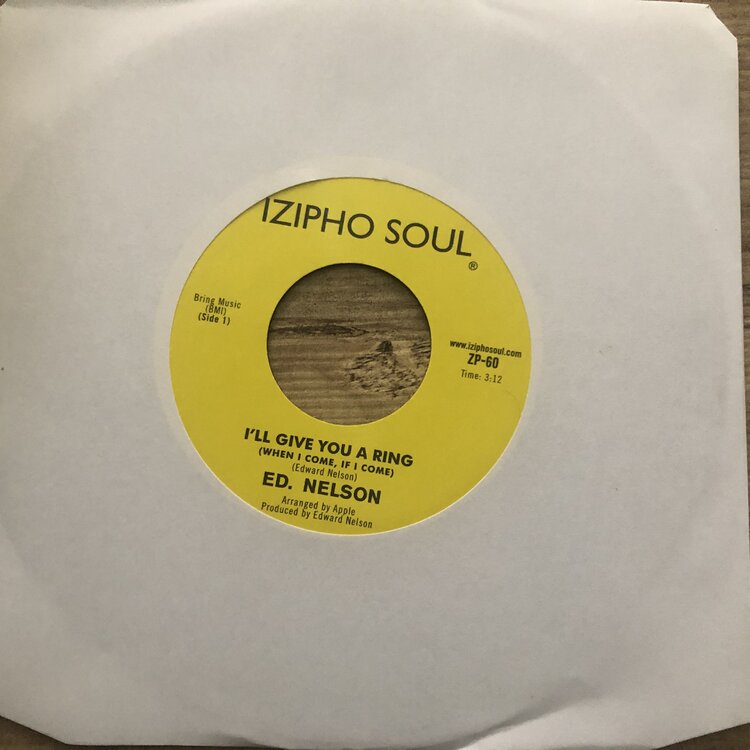 IZIPHO SOUL
®
Bring Music
(BMI)
(Side 1)
www.iziphosoul.com
ZP-60
Time: 3:12
I'LL GIVE YOU A RING
(WHEN I COME, IF I COME)
(Edward Nelson)
ED. NELSON
Arranged by Apple
Produced by Edward Nelson